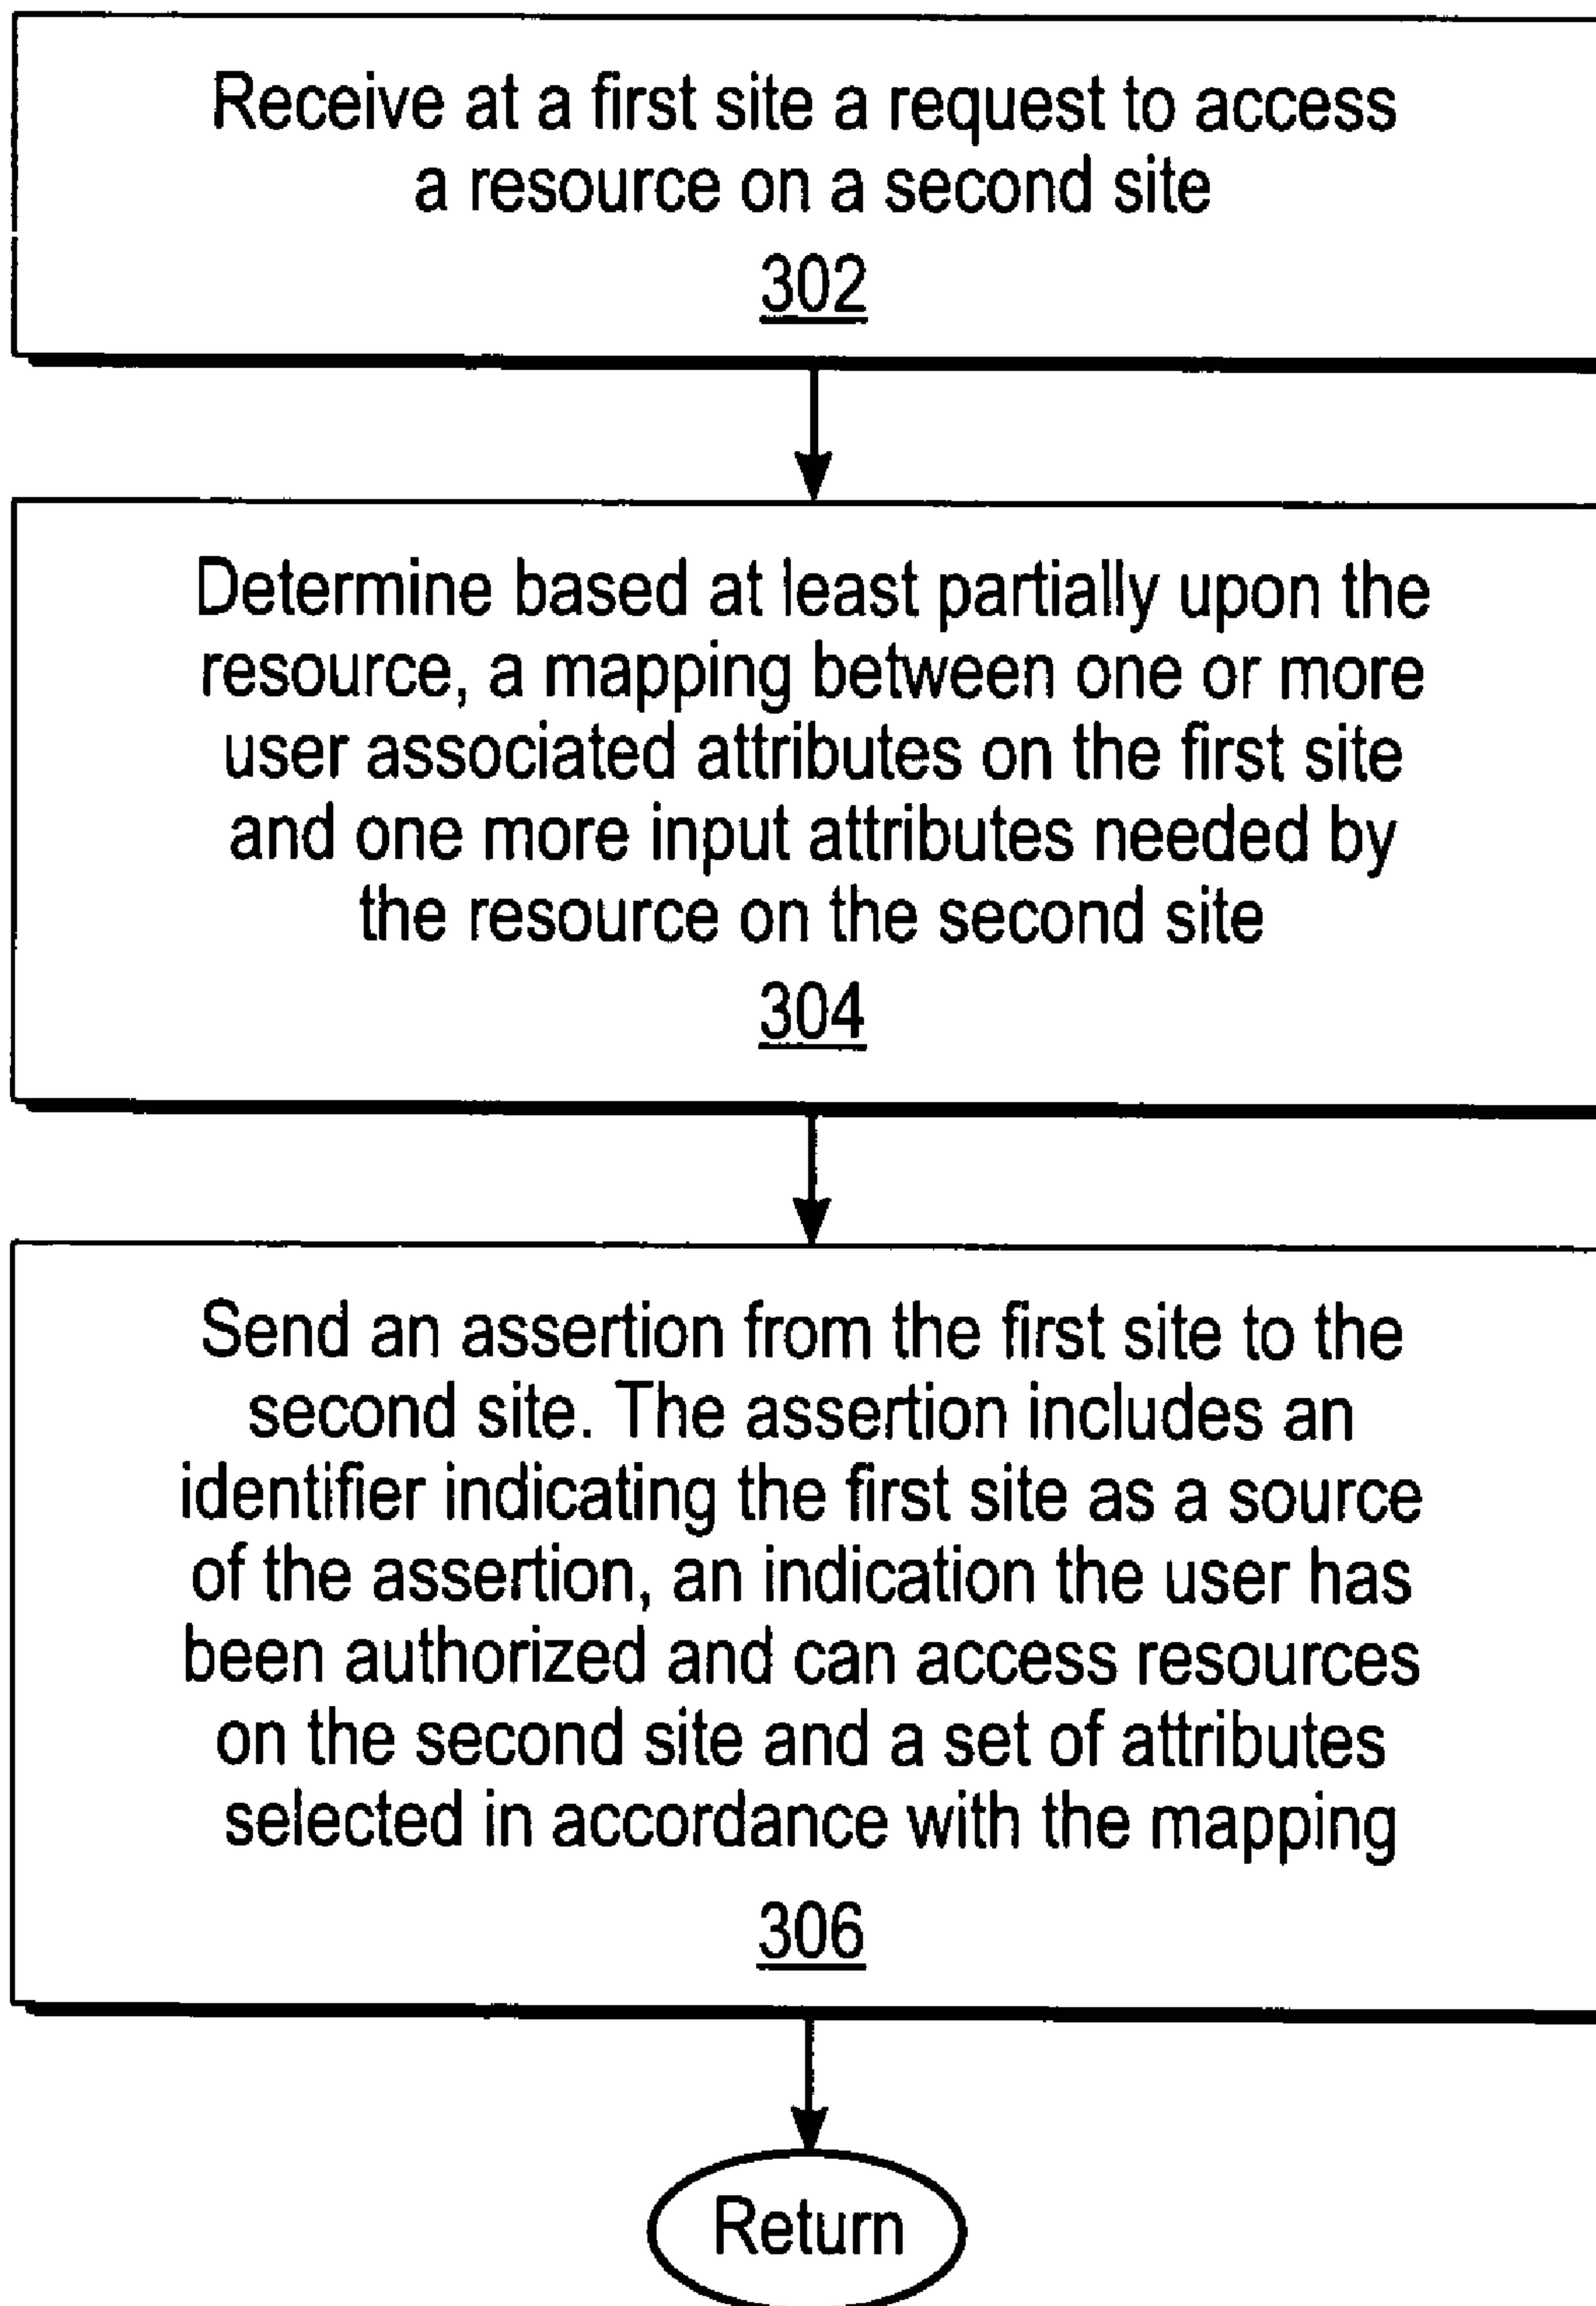 Receive at a first site a request to access
a resource on a second site
302
Determine based at least partially upon the
resource, a mapping between one or more
user associated attributes on the first site
and one more input attributes needed by
the resource on the second site
304
Send an assertion from the first site to the
second site. The assertion includes an
identifier indicating the first site as a source
of the assertion, an indication the user has
been authorized and can access resources
on the second site and a set of attributes
selected in accordance with the mapping
306
Return